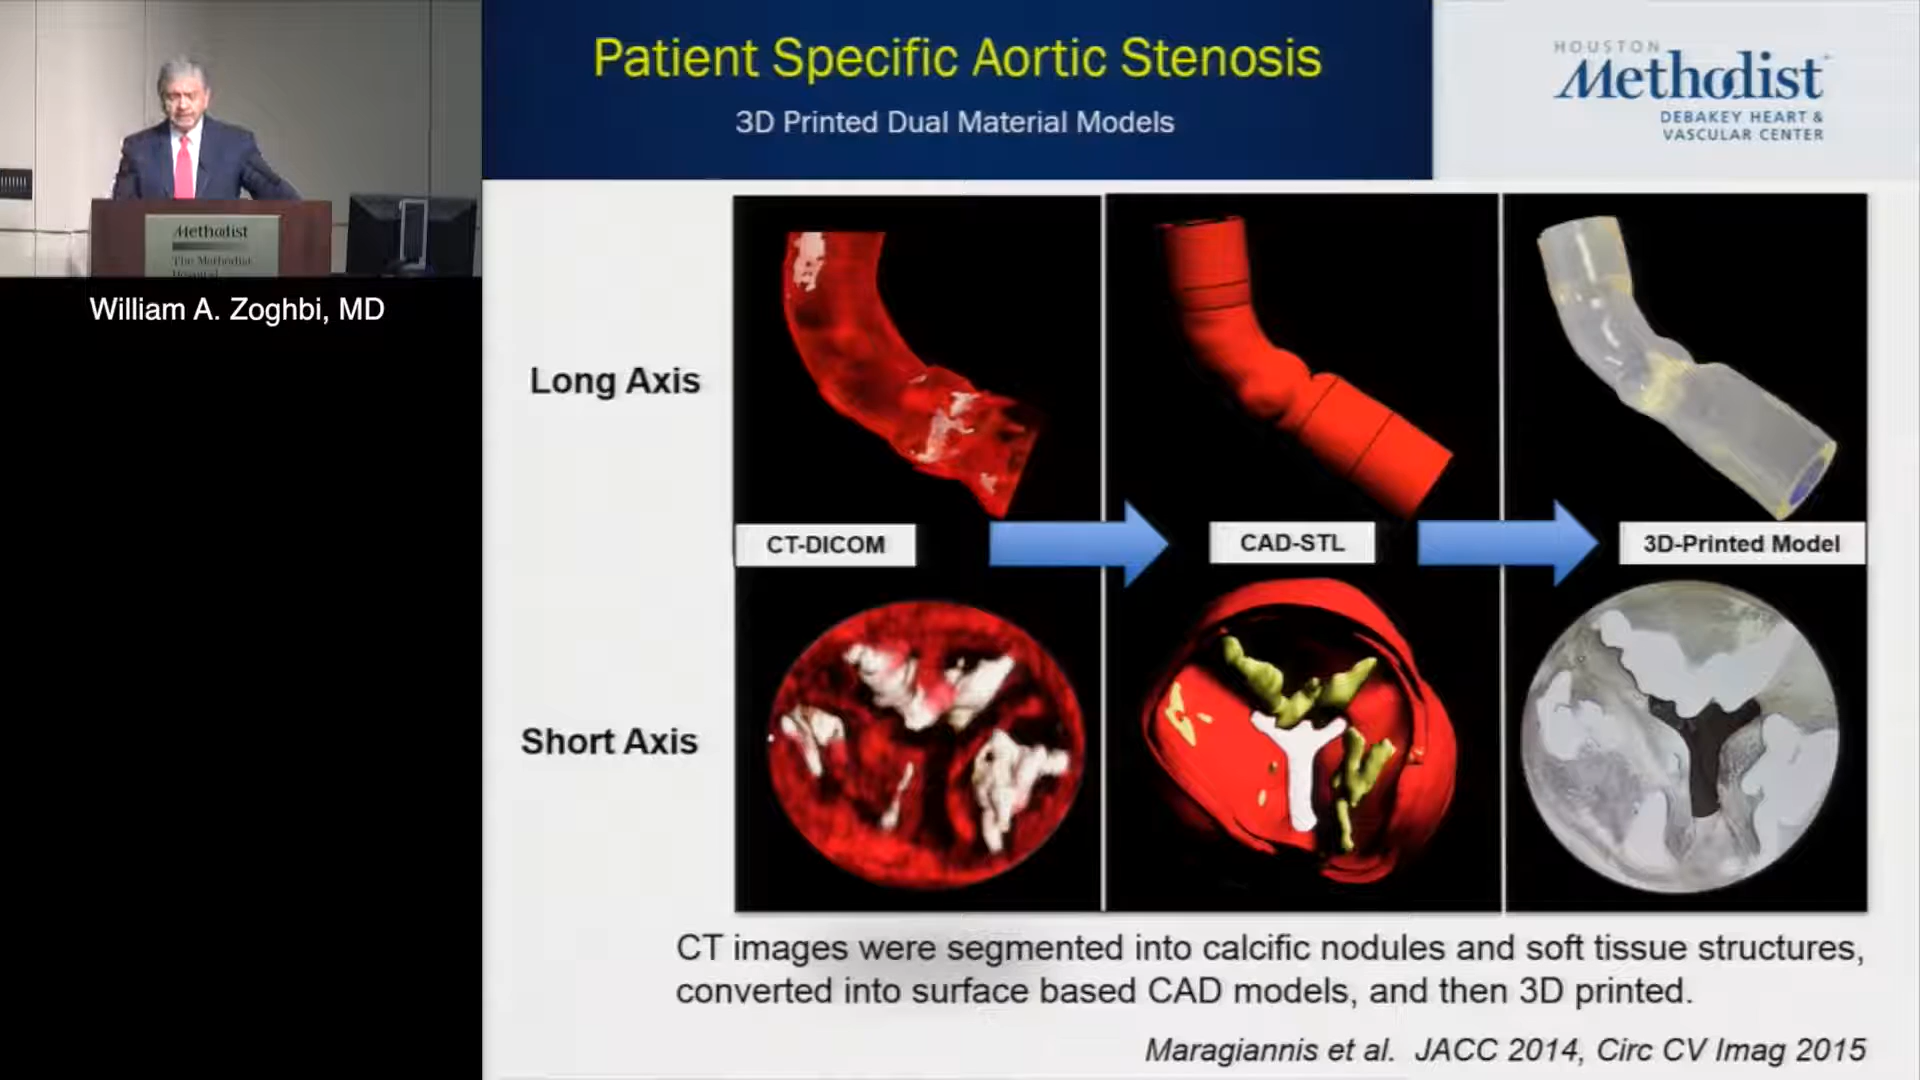 Patient Specific Aortic Stenosis
3D Printed Dual Material Models
HOUSTON
Methodist
DEBAKEY HEART &
VASCULAR CENTER
Methodist
The Methodist
Hospital
William A. Zoghbi, MD
Long Axis
CT-DICOM
CAD-STL
3D-Printed Model
Short Axis
CT images were segmented into calcific nodules and soft tissue structures,
converted into surface based CAD models, and then 3D printed.
Maragiannis et al. JACC 2014, Circ CV Imag 2015